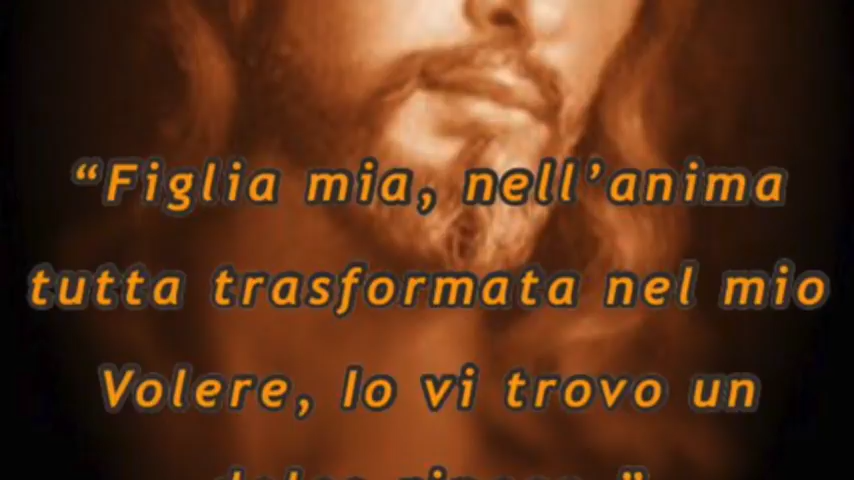 “Figlia mia, nell’anima
tutta trasformata nel mio
Volere, Io vi trovo un